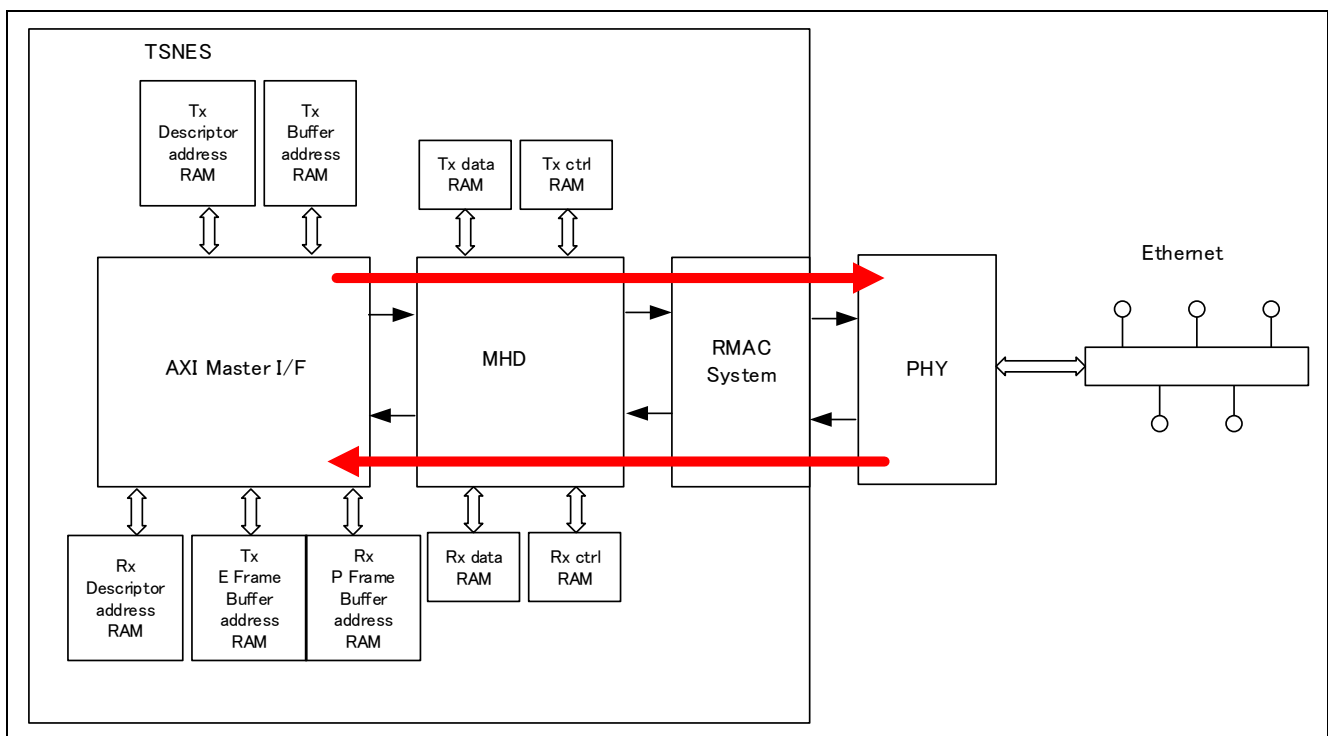 TSNES
Tx
Descriptor
address
RAM
Tx
Buffer
address
RAM
Tx data
RAM
Tx ctrl
RAM
AXI Master I/F
MHD
RMAC
System
PHY
Ethernet
Rx
Descriptor
address
RAM
Tx
E Frame
Buffer
address
RAM
Rx
P Frame
Buffer
address
RAM
Rx data
RAM
Rx ctrl
RAM